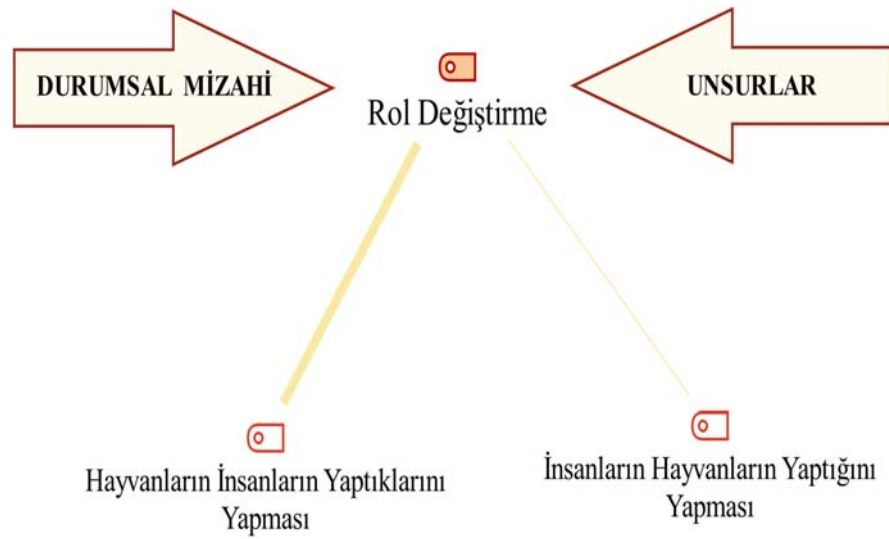 DURUMSAL MİZAHİ
UNSURLAR
Rol Değiştirme
Hayvanların İnsanların Yaptıklarını
Yapması
İnsanların Hayvanların Yaptığını
Yapması